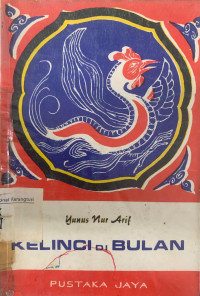 Yunus Nur Arif
KELINCI DI BULAN
PUSTAKA JAYA